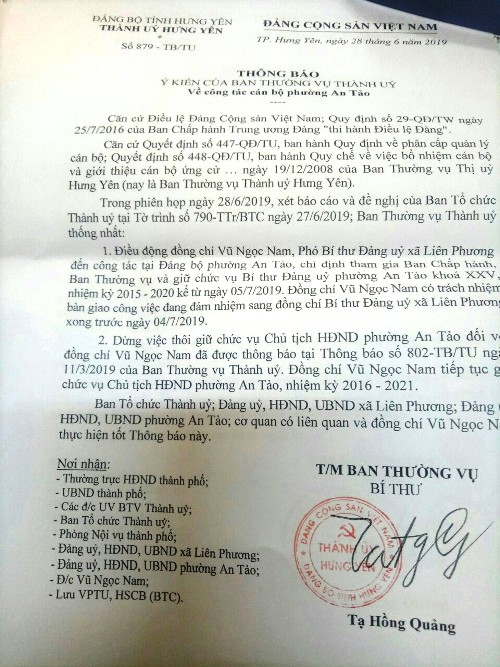 ĐẢNG BỘ TỈNH HƯNG YÊN
THÀNH UỶ HƯNG YÊN
Số 879 - TB/TU
ĐẢNG CỘNG SẢN VIỆT NAM
TP. Hưng Yên, ngày 28 tháng 6 năm 2019
THÔNG BÁO
Ý KIẾN CỦA BAN THƯỜNG VỤ THÀNH UỶ
Về công tác cán bộ phường An Tảo
----
Căn cứ Điều lệ Đảng Cộng sản Việt Nam; Quy định số 29-QĐ/TW ngày
25/7/2016 của Ban Chấp hành Trung ương Đảng "thi hành Điều lệ Đảng".
Căn cứ Quyết định số 447-QĐ/TU, ban hành Quy định về phân cấp quản lý
cán bộ; Quyết định số 448-QĐ/TU, ban hành Quy chế về việc bổ nhiệm cán bộ
và giới thiệu cán bộ ứng cử ... ngày 19/12/2008 của Ban Thường vụ Thị uỷ
Hưng Yên (nay là Ban Thường vụ Thành uỷ Hưng Yên).
Trong phiên họp ngày 28/6/2019, xét báo cáo và đề nghị của Ban Tổ chức
Thành uỷ tại Tờ trình số 790-TTr/BTC ngày 27/6/2019; Ban Thường vụ Thành uỷ
thống nhất:
1. Điều động đồng chí Vũ Ngọc Nam, Phó Bí thư Đảng uỷ xã Liên Phương
đến công tác tại Đảng bộ phường An Tảo, chỉ định tham gia Ban Chấp hành,
Ban Thường vụ và giữ chức vụ Bí thư Đảng uỷ phường An Tảo khoá XXV,
nhiệm kỳ 2015 - 2020 kể từ ngày 05/7/2019. Đồng chí Vũ Ngọc Nam có trách nhiệm
bàn giao công việc đang đảm nhiệm sang đồng chí Bí thư Đảng uỷ xã Liên Phương
xong trước ngày 04/7/2019.
2. Dừng việc thôi giữ chức vụ Chủ tịch HĐND phường An Tảo đối v
đồng chí Vũ Ngọc Nam đã được thông báo tại Thông báo số 802-TB/TU ngà
11/3/2019 của Ban Thường vụ Thành uỷ. Đồng chí Vũ Ngọc Nam tiếp tục g
chức vụ Chủ tịch HĐND phường An Tảo, nhiệm kỳ 2016 - 2021.
Ban Tổ chức Thành uỷ; Đảng uỷ, HĐND, UBND xã Liên Phương; Đảng
HĐND, UBND phường An Tảo; cơ quan có liên quan và đồng chí Vũ Ngọc N
thực hiện tốt Thông báo này.
Nơi nhận:
- Thường trực HĐND thành phố;
- UBND thành phố;
- Các đ/c UV BTV Thành uỷ;
- Ban Tổ chức Thành uỷ;
- Phòng Nội vụ thành phố;
- Đảng uỷ, HĐND, UBND xã Liên Phương;
- Đảng uỷ, HĐND, UBND phường An Tảo;
- Đ/c Vũ Ngọc Nam;
- Lưu VPTU, HSCB (BTC).
T/M BAN THƯỜNG VỤ
BÍ THƯ
ĐẢNG CỘNG SẢN VIỆT NAM
THÀNH UỶ
HƯNG YÊN
ĐẢNG BỘ TỈNH HƯNG YÊN
Tạ Hồng Quảng